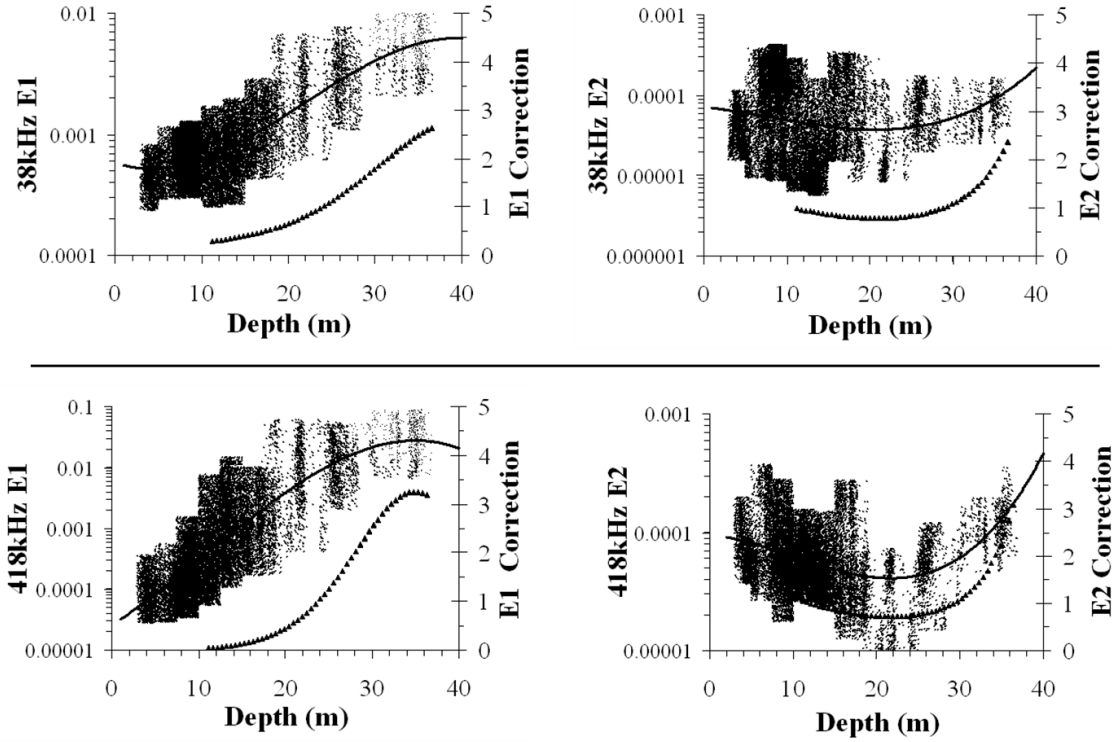 0.01 5 0.001 5
38kHz E1 0.001 4 3 2 1 E1 Correction 38kHz E2 0.0001 0.00001 4 3 2 1 E2 Correction
0.0001 0 0.000001 0
0 10 20 30 40 0 10 20 30 40
Depth (m) Depth (m)
0.1 5 0.001 5
418kHz E1 0.01 0.001 0.0001 4 3 2 1 E1 Correction 418kHz E2 0.0001 4 3 2 1 E2 Correction
0.00001 0 0.00001 0
0 10 20 30 40 0 10 20 30 40
Depth (m) Depth (m)